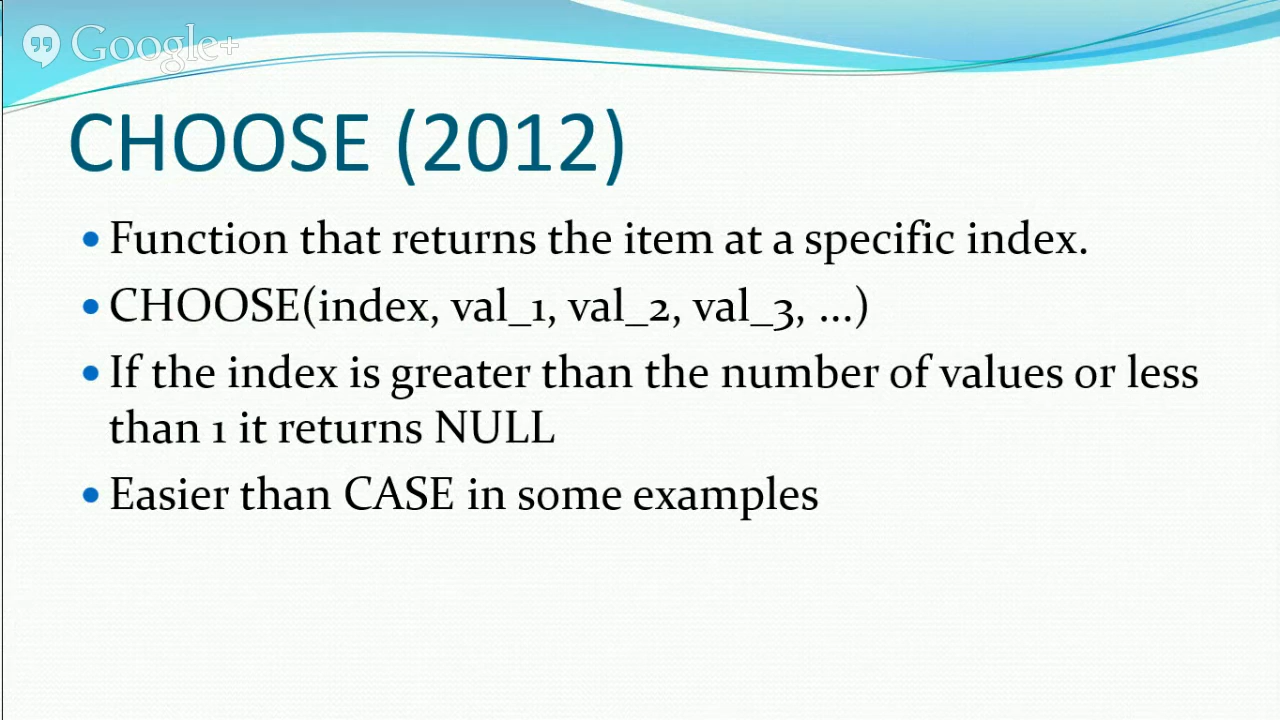 Google+
CHOOSE (2012)
• Function that returns the item at a specific index.
• CHOOSE(index, val_1, val_2, val_3, ...)
• If the index is greater than the number of values or less
than 1 it returns NULL
• Easier than CASE in some examples